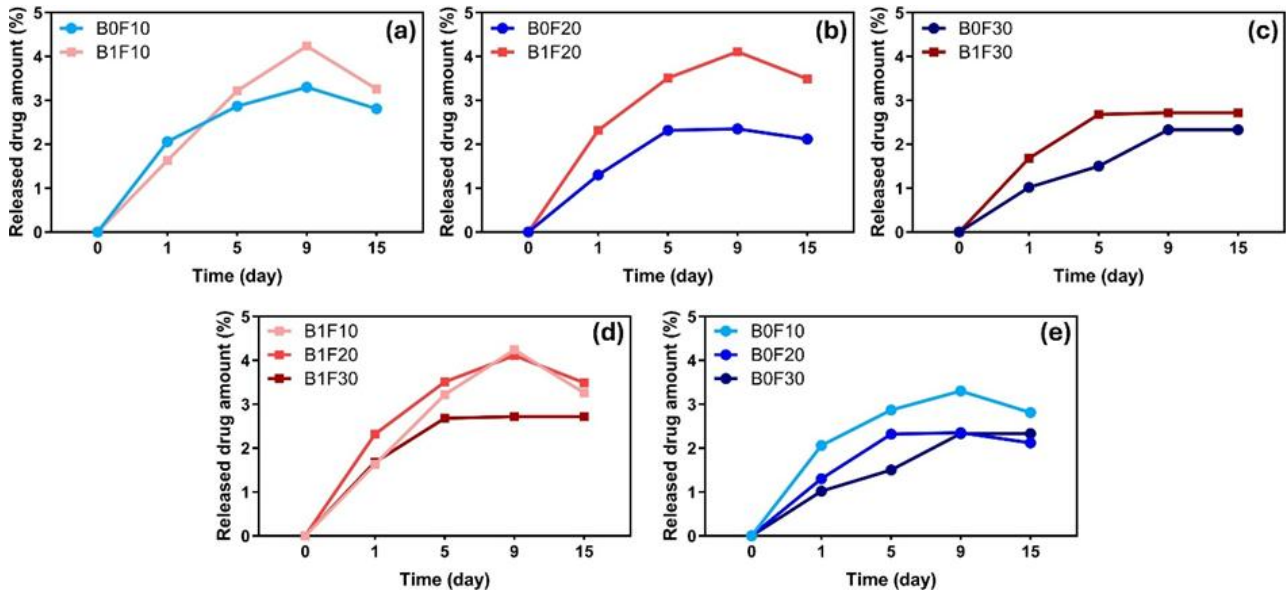 (a)
B0F10
B1F10
Released drug amount (%)
5
4
3
2
1
0
0 1 5 9 15
Time (day)
(b)
B0F20
B1F20
Released drug amount (%)
5
4
3
2
1
0
0 1 5 9 15
Time (day)
(c)
B0F30
B1F30
Released drug amount (%)
5
4
3
2
1
0
0 1 5 9 15
Time (day)
(d)
B1F10
B1F20
B1F30
Released drug amount (%)
5
4
3
2
1
0
0 1 5 9 15
Time (day)
(e)
B0F10
B0F20
B0F30
Released drug amount (%)
5
4
3
2
1
0
0 1 5 9 15
Time (day)